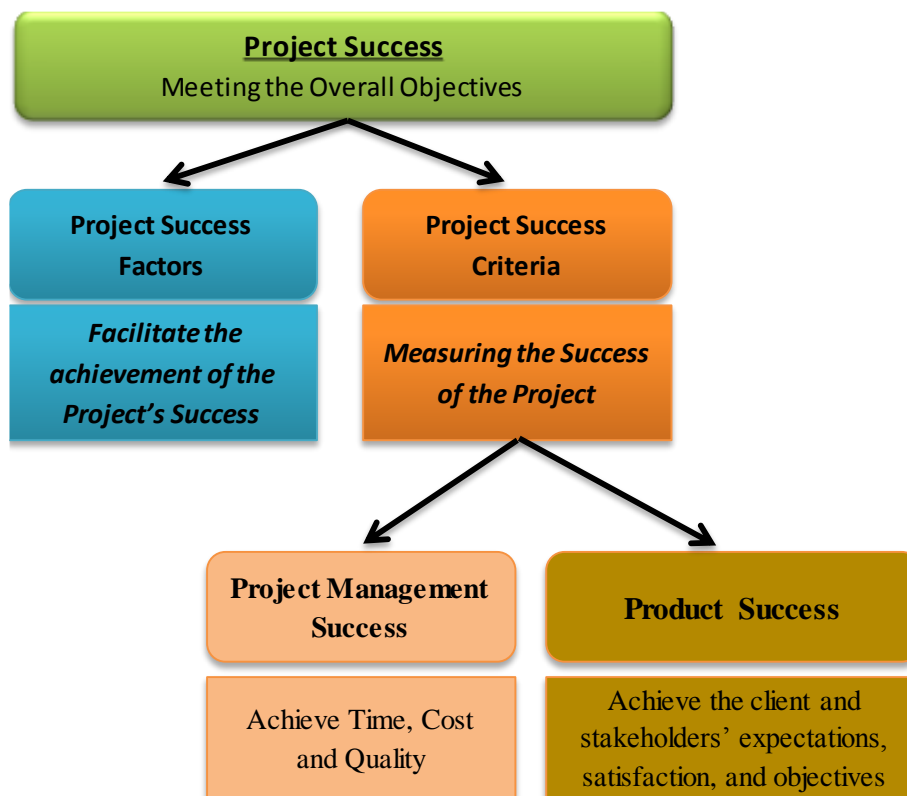 Project Success
Meeting the Overall Objectives
Project Success
Factors
Facilitate the
achievement of the
Project’s Success
Project Success
Criteria
Measuring the Success
of the Project
Project Management
Success
Achieve Time, Cost
and Quality
Product Success
Achieve the client and
stakeholders’ expectations,
satisfaction, and objectives